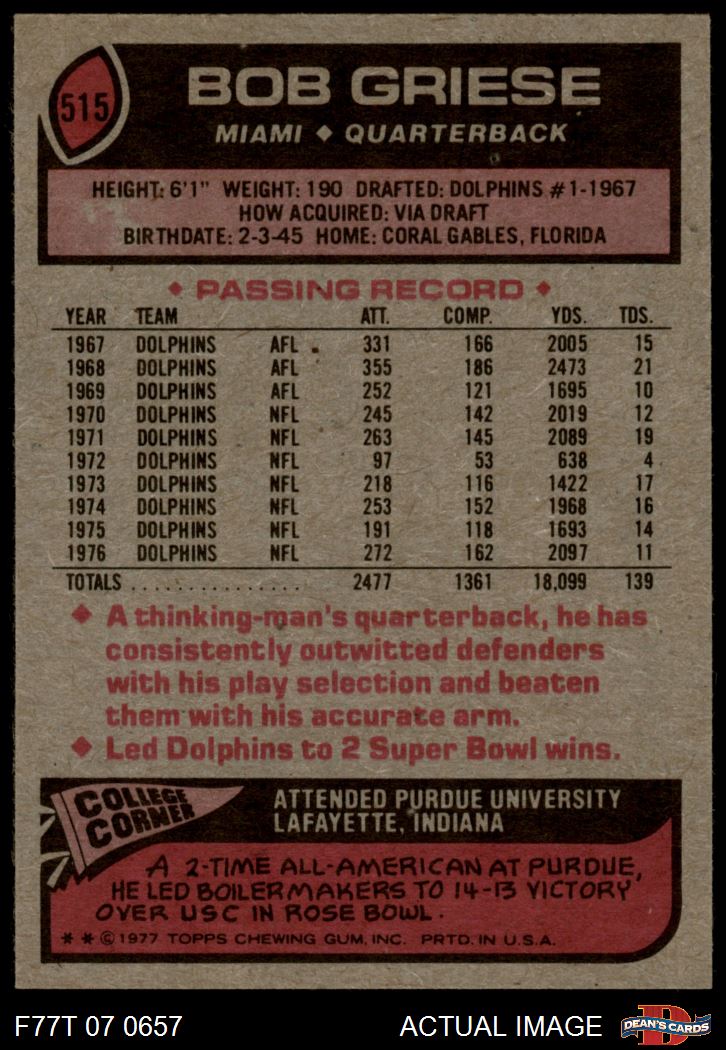 515
BOB GRIESE
MIAMI ◆ QUARTERBACK
HEIGHT: 6'1" WEIGHT: 190 DRAFTED: DOLPHINS #1-1967
HOW ACQUIRED: VIA DRAFT
BIRTHDATE: 2-3-45 HOME: CORAL GABLES, FLORIDA
◆ PASSING RECORD ◆
YEAR TEAM ATT. COMP. YDS. TDS.
1967 DOLPHINS AFL 331 166 2005 15
1968 DOLPHINS AFL 355 186 2473 21
1969 DOLPHINS AFL 252 121 1695 10
1970 DOLPHINS NFL 245 142 2019 12
1971 DOLPHINS NFL 263 145 2089 19
1972 DOLPHINS NFL 97 53 638 4
1973 DOLPHINS NFL 218 116 1422 17
1974 DOLPHINS NFL 253 152 1968 16
1975 DOLPHINS NFL 191 118 1693 14
1976 DOLPHINS NFL 272 162 2097 11
TOTALS ............... 2477 1361 18,099 139
◆ A thinking-man's quarterback, he has
consistently outwitted defenders
with his play selection and beaten
them with his accurate arm.
◆ Led Dolphins to 2 Super Bowl wins.
COLLEGE
CORNER
ATTENDED PURDUE UNIVERSITY
LAFAYETTE, INDIANA
A 2-TIME ALL-AMERICAN AT PURDUE,
HE LED BOILERMAKERS TO 14-13 VICTORY
OVER USC IN ROSE BOWL.
* * © 1977 TOPPS CHEWING GUM, INC. PRTD. IN U.S.A.
F77T 07 0657 ACTUAL IMAGE
D
DEAN'S CARDS